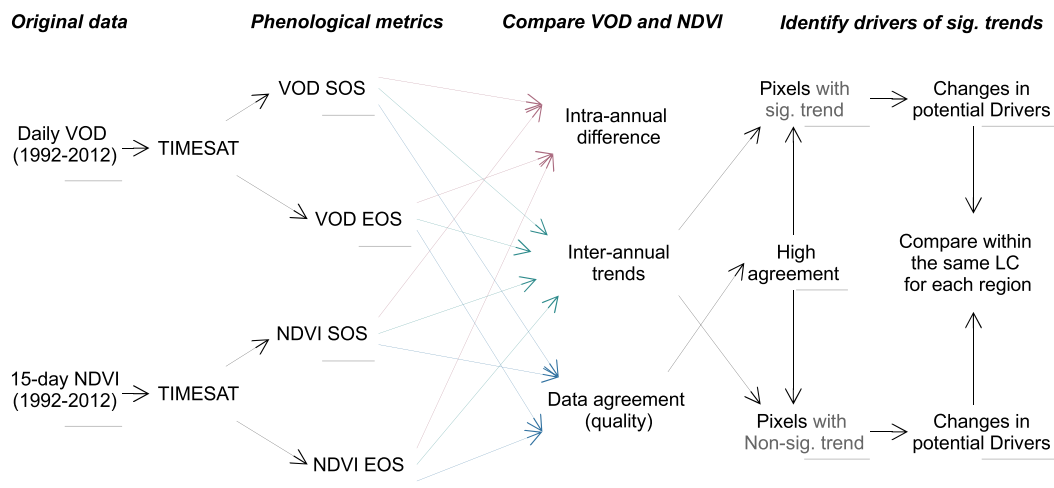 Original data
Phenological metrics
Compare VOD and NDVI
Identify drivers of sig. trends
Daily VOD
(1992-2012)
TIMESAT
VOD SOS
VOD EOS
15-day NDVI
(1992-2012)
TIMESAT
NDVI SOS
NDVI EOS
Intra-annual
difference
Inter-annual
trends
Data agreement
(quality)
Pixels with
sig. trend
High
agreement
Pixels with
Non-sig. trend
Changes in
potential Drivers
Compare within
the same LC
for each region
Changes in
potential Drivers